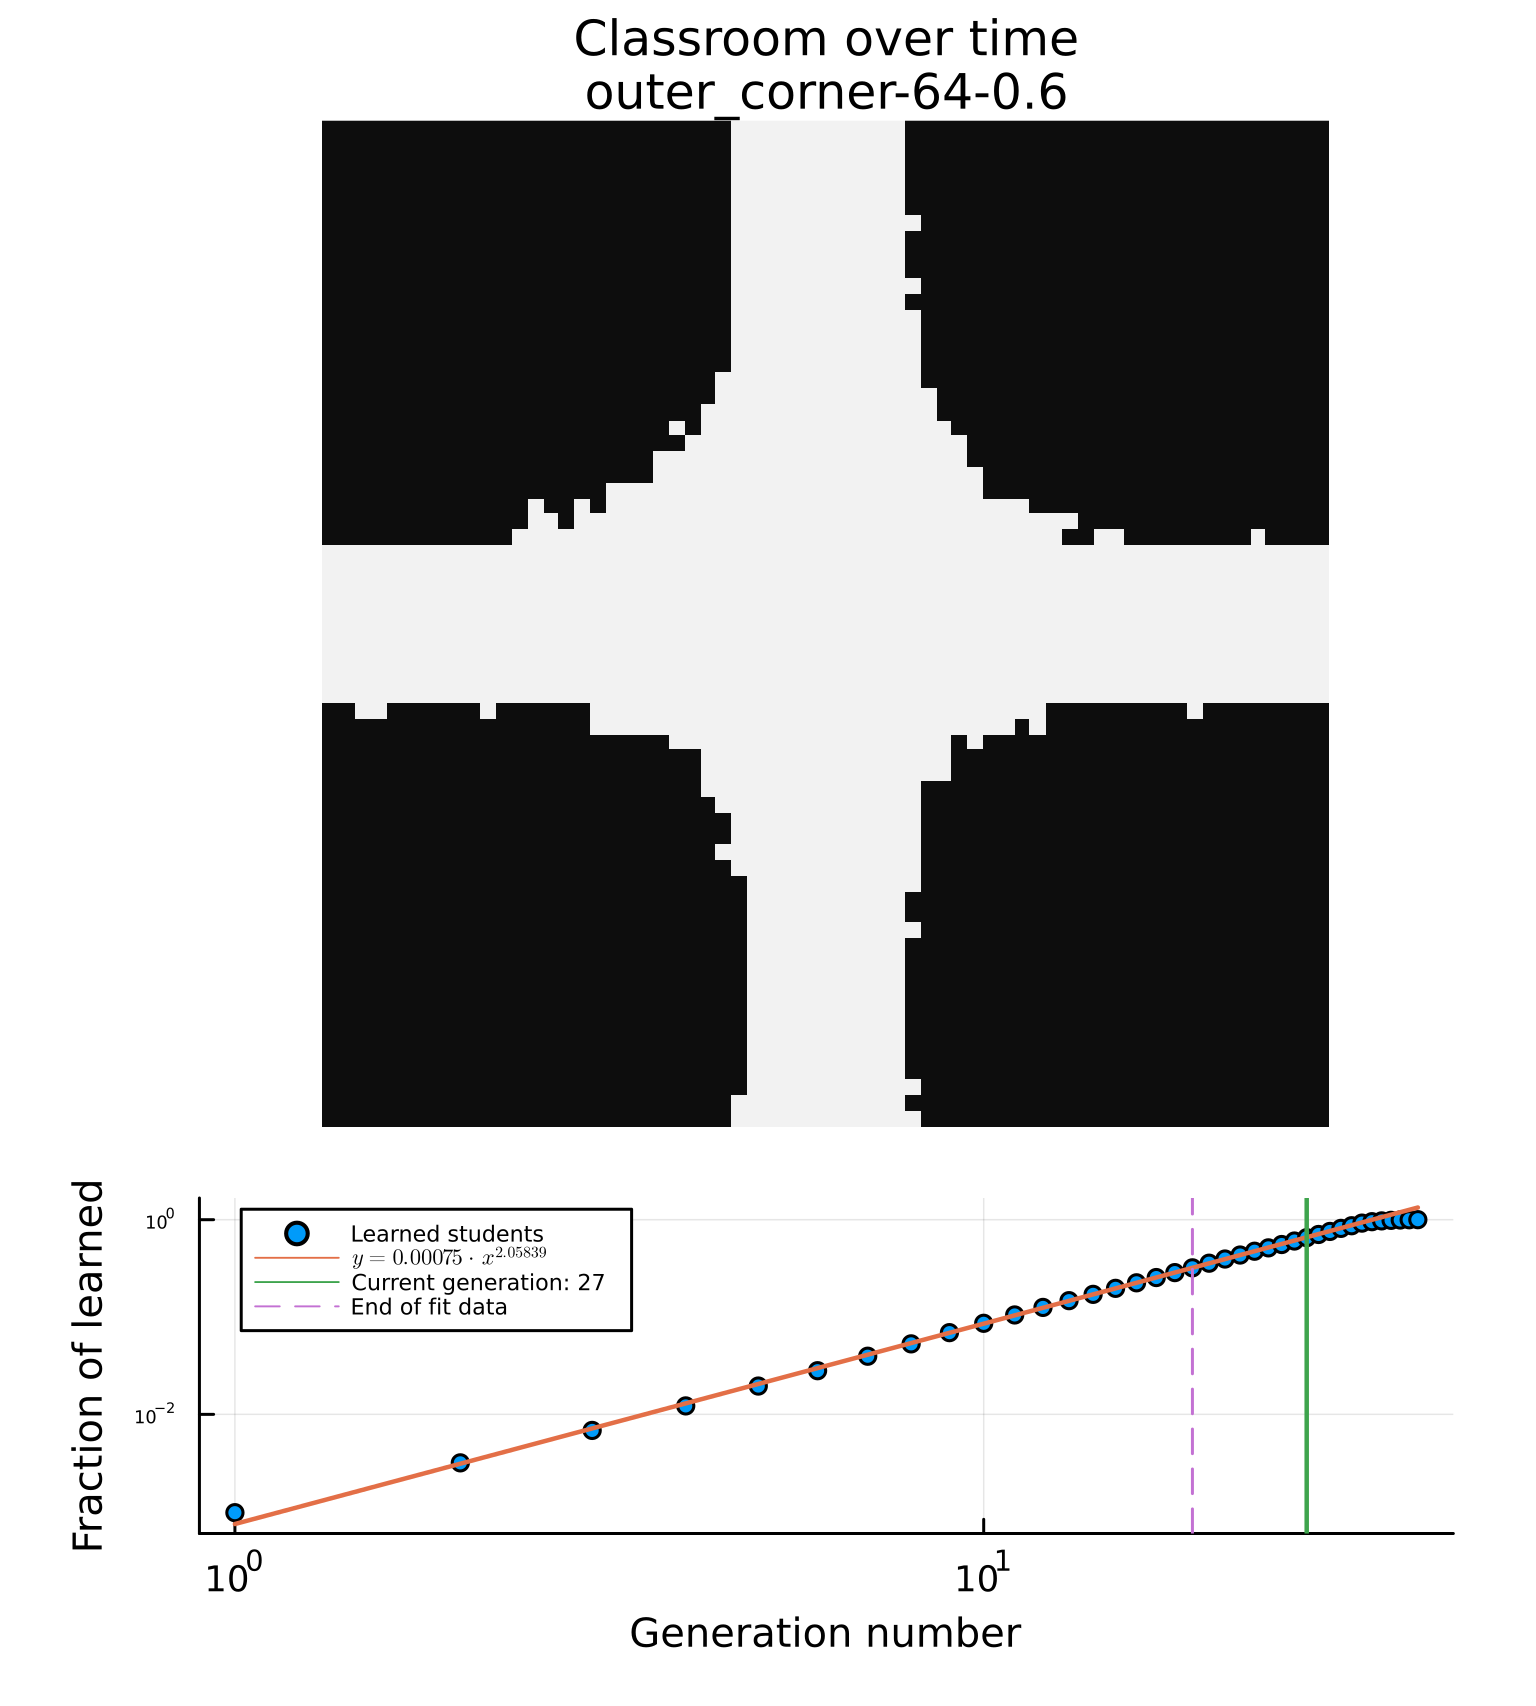 Classroom over time
outer_corner-64-0.6
Fraction of learned
10⁰
10⁻²
Learned students
y = 0.00075 · x^2.05839
Current generation: 27
End of fit data
10⁰
10¹
Generation number